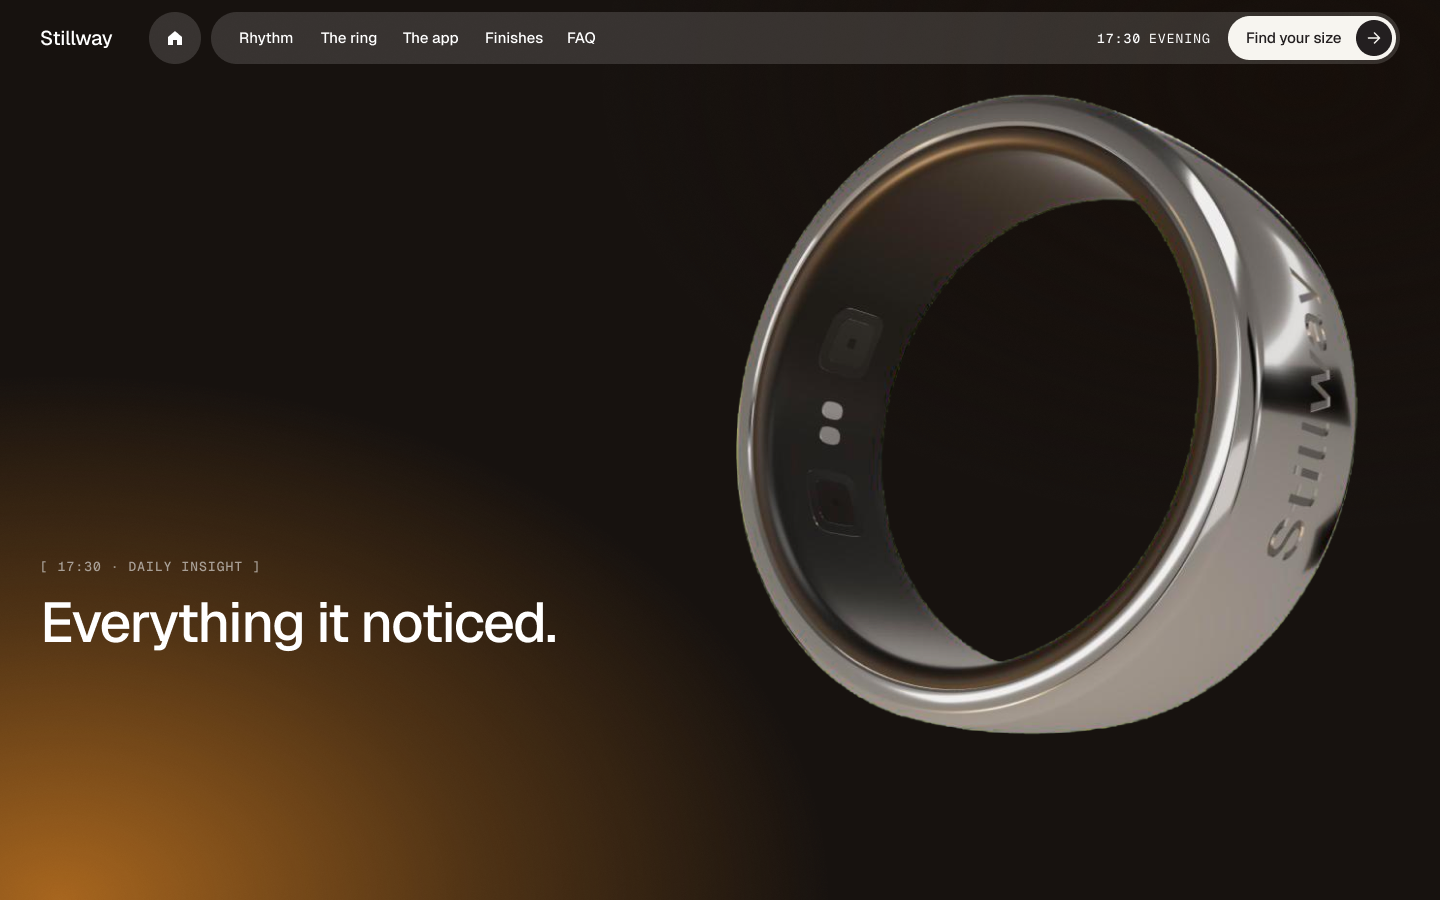 Stillway
Rhythm
The ring
The app
Finishes
FAQ
17:30 EVENING
Find your size
Stillway
[ 17:30 · DAILY INSIGHT ]
Everything it noticed.